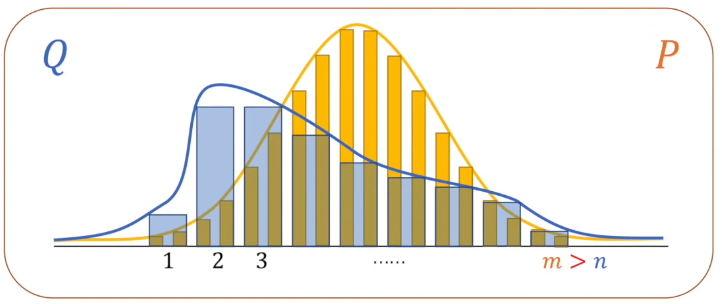 Q P
1 2 3 ...... m > n